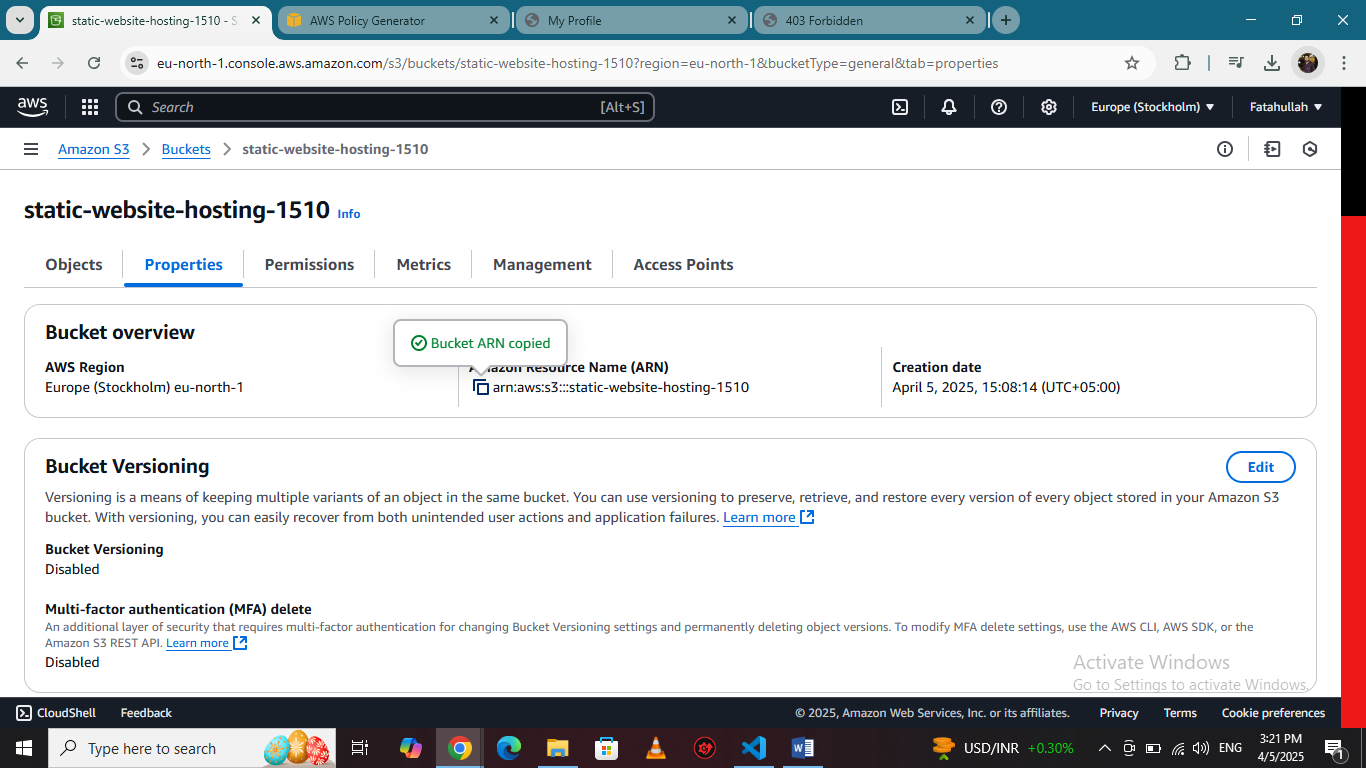 static-website-hosting-1510 - S
AWS Policy Generator
My Profile
403 Forbidden
eu-north-1.console.aws.amazon.com/s3/buckets/static-website-hosting-1510?region=eu-north-1&bucketType=general&tab=properties
aws
Search [Alt+S]
Europe (Stockholm)
Fatahullah
Amazon S3 > Buckets > static-website-hosting-1510
static-website-hosting-1510 Info
Objects Properties Permissions Metrics Management Access Points
Bucket overview
Bucket ARN copied
AWS Region
Europe (Stockholm) eu-north-1
Resource Name (ARN)
arn:aws:s3:::static-website-hosting-1510
Creation date
April 5, 2025, 15:08:14 (UTC+05:00)
Bucket Versioning
Edit
Versioning is a means of keeping multiple variants of an object in the same bucket. You can use versioning to preserve, retrieve, and restore every version of every object stored in your Amazon S3
bucket. With versioning, you can easily recover from both unintended user actions and application failures. Learn more
Bucket Versioning
Disabled
Multi-factor authentication (MFA) delete
An additional layer of security that requires multi-factor authentication for changing Bucket Versioning settings and permanently deleting object versions. To modify MFA delete settings, use the AWS CLI, AWS SDK, or the
Amazon S3 REST API. Learn more
Disabled
Activate Windows
Go to Settings to activate Windows.
CloudShell Feedback © 2025, Amazon Web Services, Inc. or its affiliates. Privacy Terms Cookie preferences
Type here to search
USD/INR +0.30%
ENG
3:21 PM
4/5/2025
1